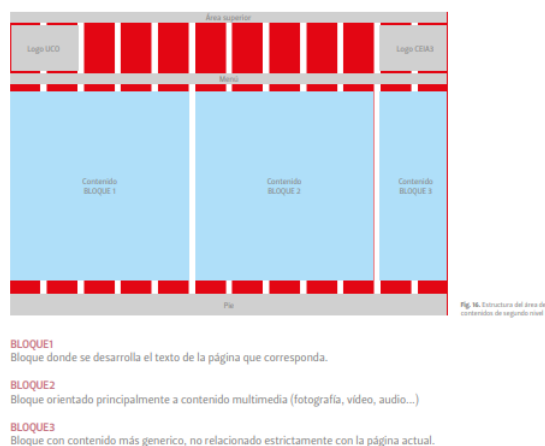 Área superior
Logo UCO
Logo CEIA3
Menú
Contenido
BLOQUE 1
Contenido
BLOQUE 2
Contenido
BLOQUE 3
Pie
Fig. 16. Estructura del área de
contenidos de segundo nivel
BLOQUE1
Bloque donde se desarrolla el texto de la página que corresponda.
BLOQUE2
Bloque orientado principalmente a contenido multimedia (fotografía, vídeo, audio...)
BLOQUE3
Bloque con contenido más generico, no relacionado estrictamente con la página actual.